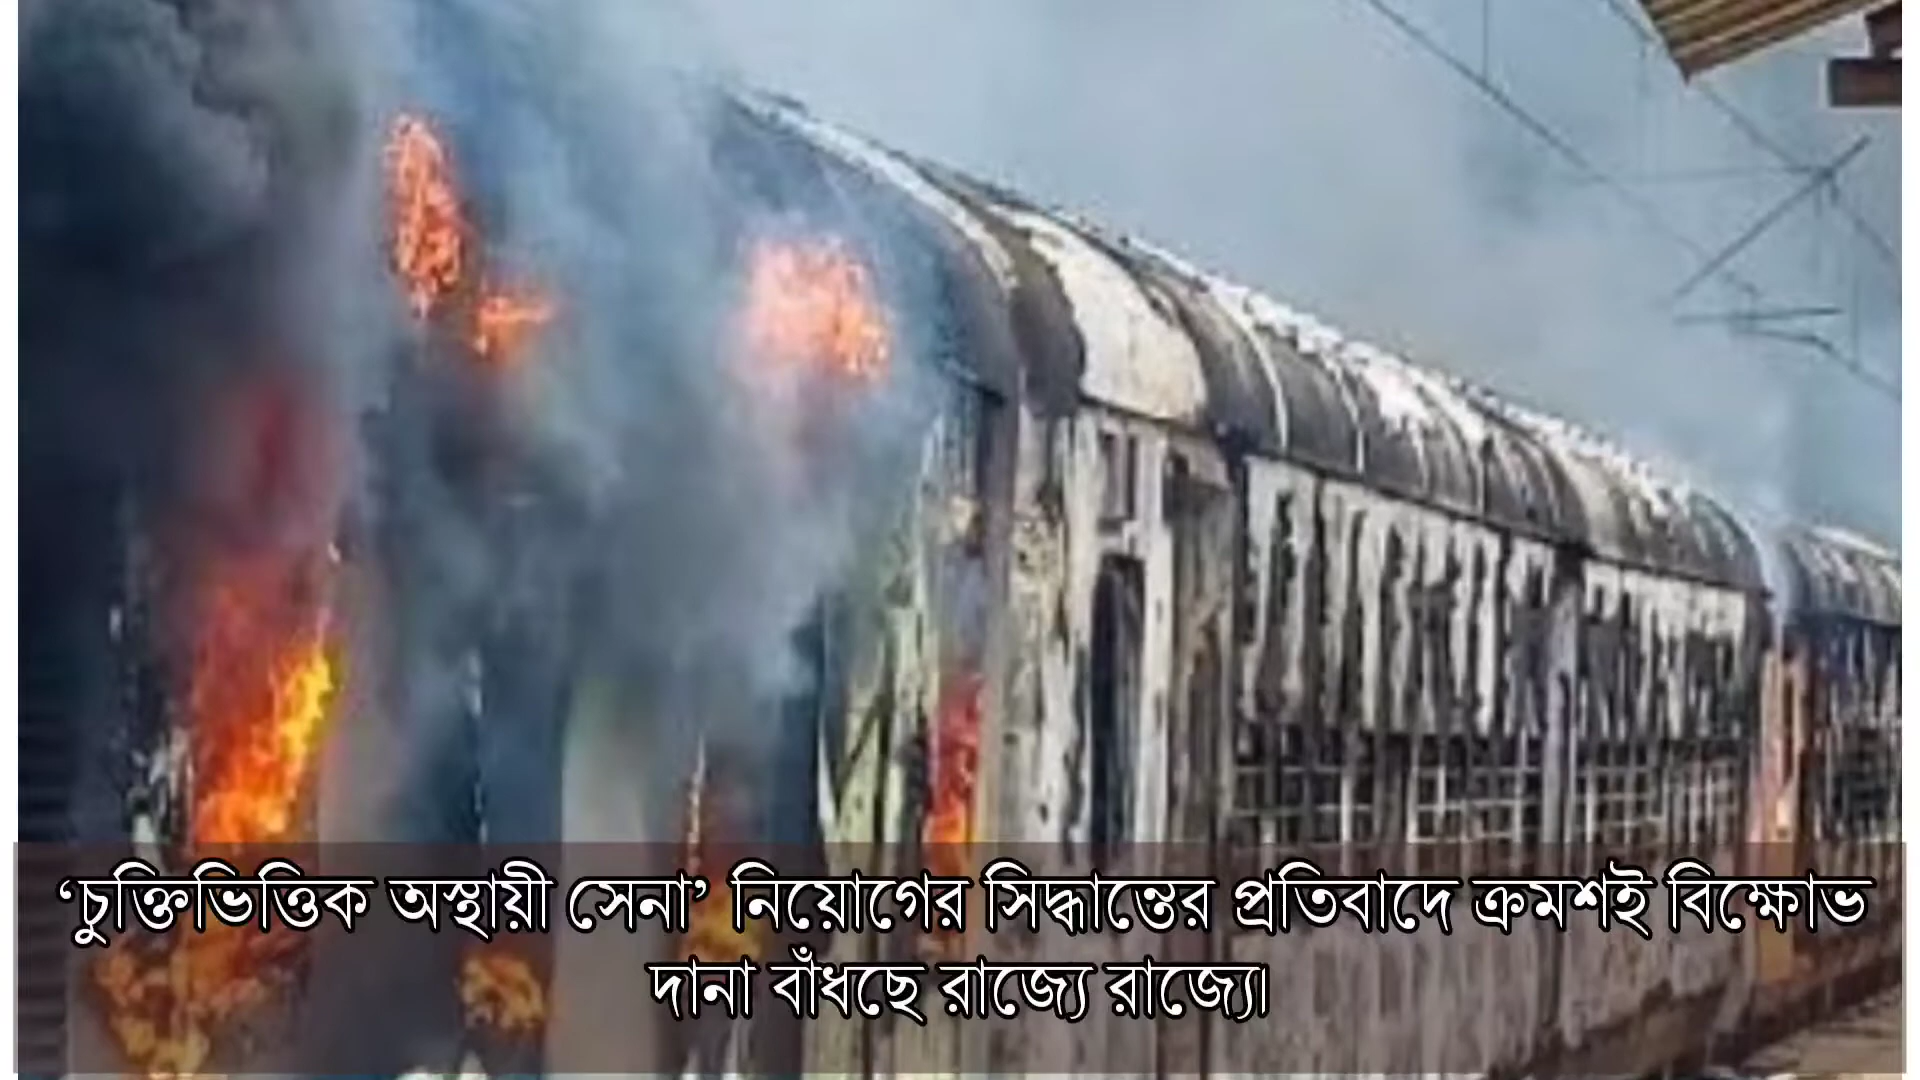 ‘চুক্তিভিত্তিক অস্থায়ী সেনা’ নিয়োগের সিদ্ধান্তের প্রতিবাদে ক্রমশই বিক্ষোভ
দানা বাঁধছে রাজ্যে রাজ্যে।